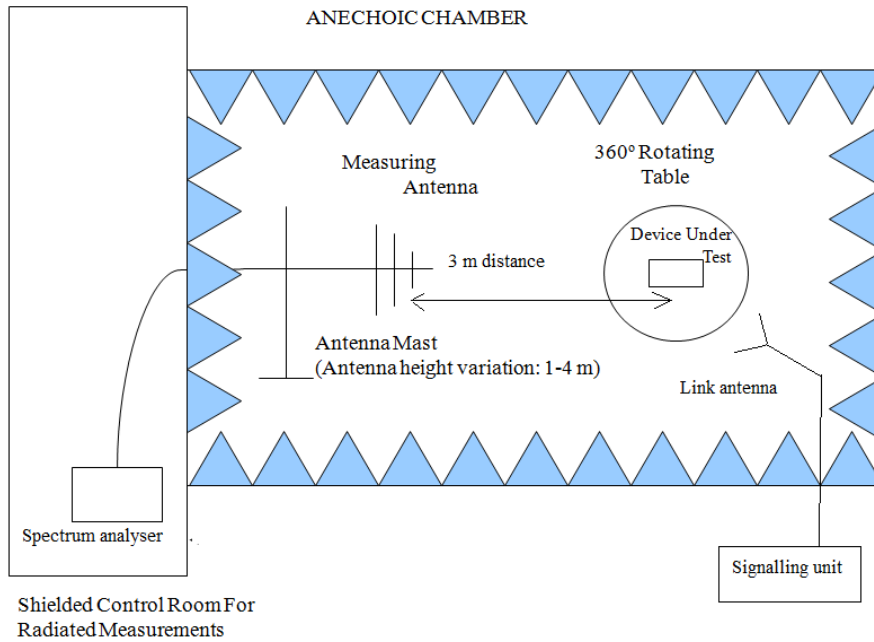 ANECHOIC CHAMBER
Measuring
Antenna
360º Rotating
Table
Device Under
Test
3 m distance
Antenna Mast
(Antenna height variation: 1-4 m)
Link antenna
Spectrum analyser
Signalling unit
Shielded Control Room For
Radiated Measurements